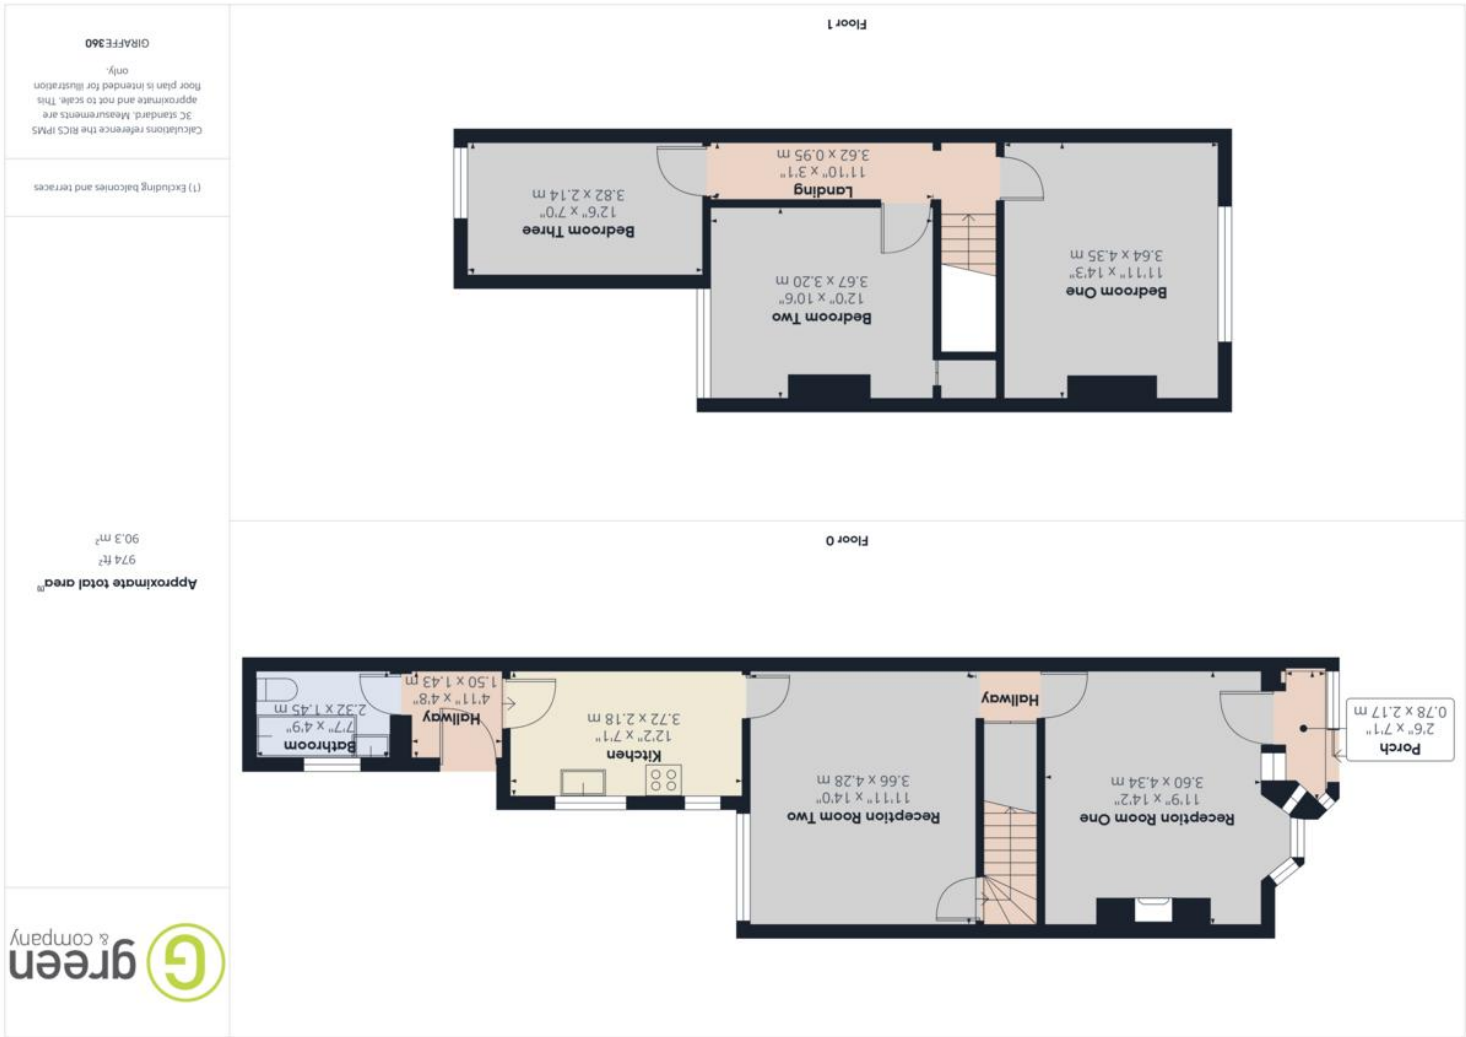 green
& company
Approximate total area⁽¹⁾
974 ft²
90.3 m²
(1) Excluding balconies and terraces
Calculations reference the RICS IPMS
3C standard. Measurements are
approximate and not to scale. This
floor plan is intended for illustration
only.
GIRAFFE360
Porch
2'6" x 7'1"
0.78 x 2.17 m
Reception Room One
11'9" x 14'2"
3.60 x 4.34 m
Hallway
Reception Room Two
11'11" x 14'0"
3.66 x 4.28 m
Kitchen
12'2" x 7'1"
3.72 x 2.18 m
Hallway
4'11" x 4'8"
1.50 x 1.43 m
Bathroom
7'7" x 4'9"
2.32 x 1.45 m
Floor 0
Bedroom One
11'11" x 14'3"
3.64 x 4.35 m
Bedroom Two
12'0" x 10'6"
3.67 x 3.20 m
Landing
11'10" x 3'1"
3.62 x 0.95 m
Bedroom Three
12'6" x 7'0"
3.82 x 2.14 m
Floor 1